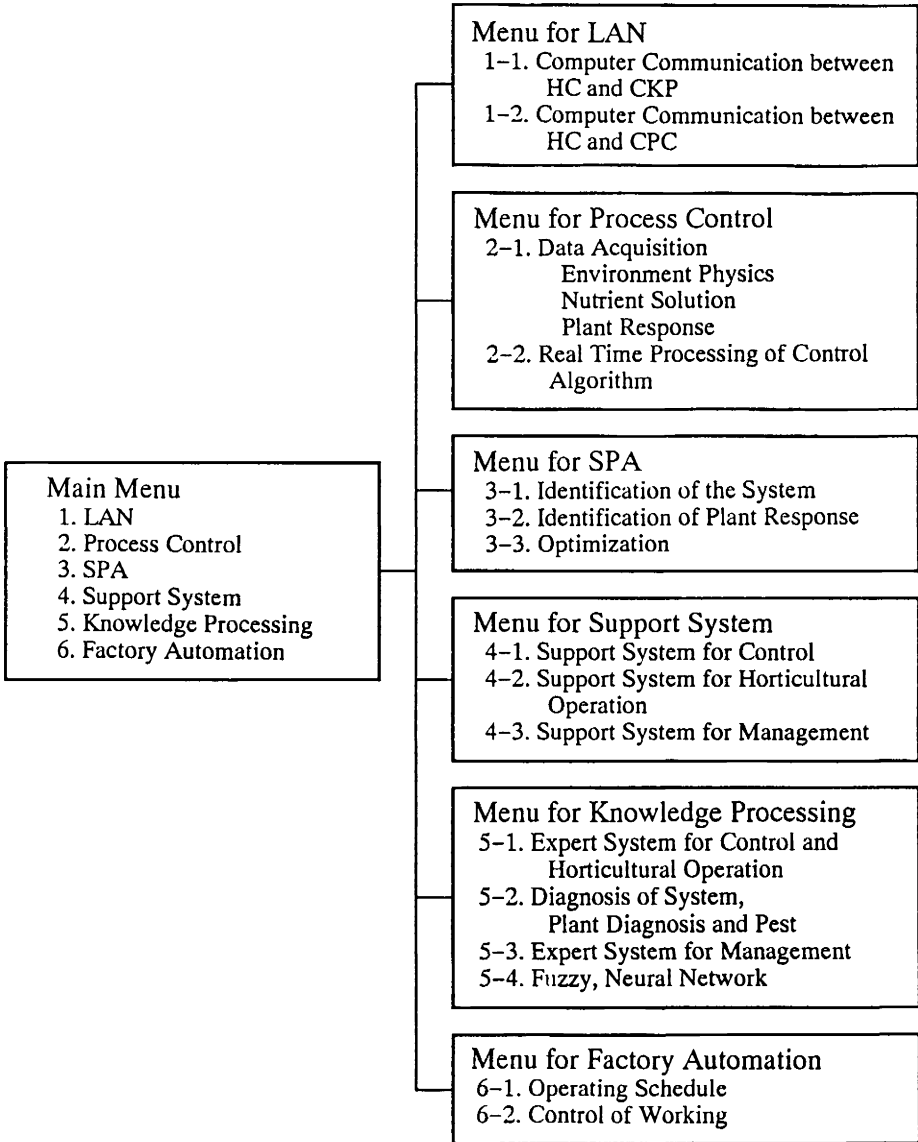 Main Menu
1. LAN
2. Process Control
3. SPA
4. Support System
5. Knowledge Processing
6. Factory Automation
Menu for LAN
1–1. Computer Communication between
HC and CKP
1–2. Computer Communication between
HC and CPC
Menu for Process Control
2–1. Data Acquisition
Environment Physics
Nutrient Solution
Plant Response
2–2. Real Time Processing of Control
Algorithm
Menu for SPA
3–1. Identification of the System
3–2. Identification of Plant Response
3–3. Optimization
Menu for Support System
4–1. Support System for Control
4–2. Support System for Horticultural
Operation
4–3. Support System for Management
Menu for Knowledge Processing
5–1. Expert System for Control and
Horticultural Operation
5–2. Diagnosis of System,
Plant Diagnosis and Pest
5–3. Expert System for Management
5–4. Fuzzy, Neural Network
Menu for Factory Automation
6–1. Operating Schedule
6–2. Control of Working